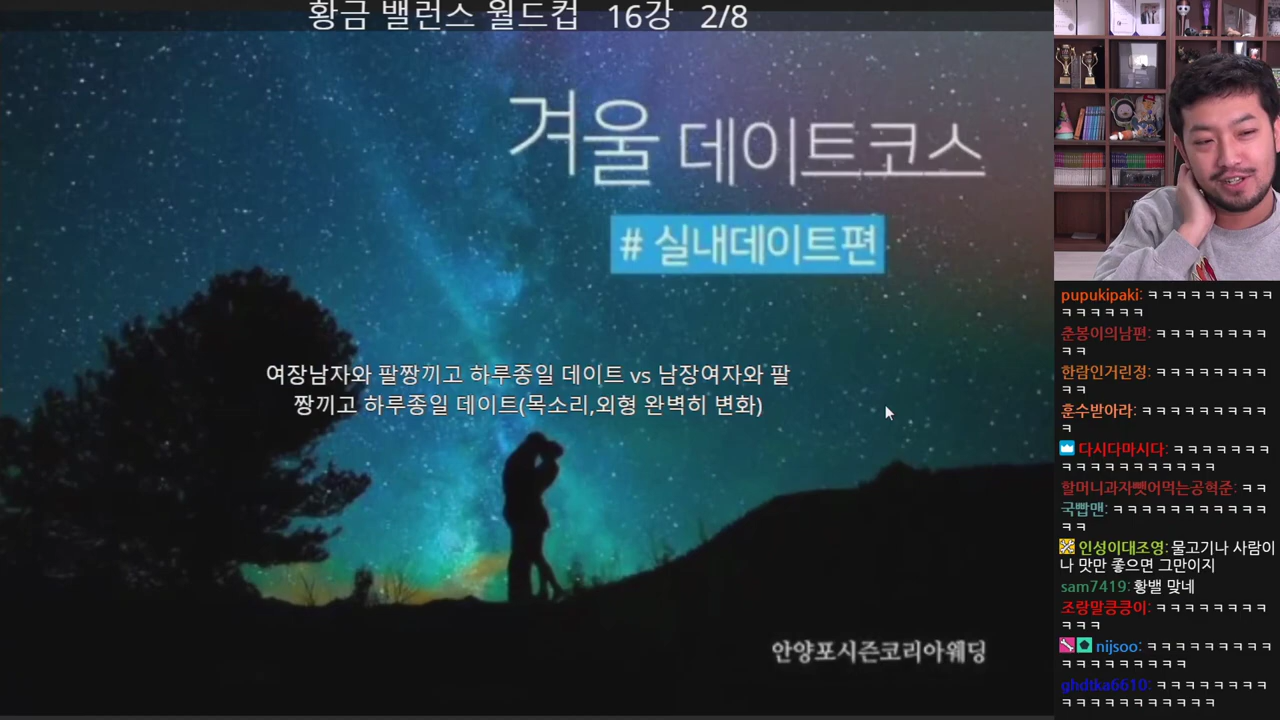 황금 밸런스 월드컵 16강 2/8
겨울 데이트코스
# 실내데이트편
여장남자와 팔짱끼고 하루종일 데이트 vs 남장여자와 팔
짱끼고 하루종일 데이트(목소리,외형 완벽히 변화)
안양포시즌코리아웨딩
pupukipaki: ㅋㅋㅋㅋㅋㅋㅋㅋㅋ
ㅋㅋㅋㅋㅋㅋ
춘봉이의남편: ㅋㅋㅋㅋㅋㅋㅋㅋ
ㅋㅋ
한람인거린정: ㅋㅋㅋㅋㅋㅋㅋㅋ
ㅋㅋ
훈수받아라: ㅋㅋㅋㅋㅋㅋㅋㅋㅋ
ㅋ
다시다마시다: ㅋㅋㅋㅋㅋㅋㅋ
ㅋㅋㅋㅋㅋㅋㅋㅋㅋㅋㅋ
할머니과자뺏어먹는공혁준: ㅋㅋ
국빱맨: ㅋㅋㅋㅋㅋㅋㅋㅋㅋㅋㅋ
ㅋㅋ
인성이대조영: 물고기나 사람이
나 맛만 좋으면 그만이지
sam7419: 황밸 맞네
조랑말킁킁이: ㅋㅋㅋㅋㅋㅋㅋㅋ
ㅋㅋㅋ
nijsoo: ㅋㅋㅋㅋㅋㅋㅋㅋㅋ
ㅋㅋㅋㅋㅋㅋㅋㅋㅋ
ghdtka6610: ㅋㅋㅋㅋㅋㅋㅋㅋ
ㅋㅋㅋㅋㅋㅋㅋㅋㅋㅋㅋ